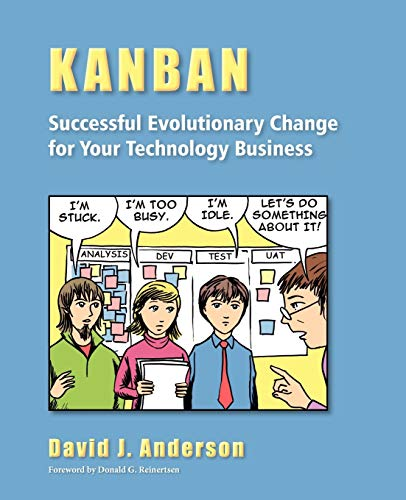 KANBAN
Successful Evolutionary Change
for Your Technology Business
I'M
STUCK.
I'M TOO
BUSY.
I'M
IDLE.
LET'S DO
SOMETHING
ABOUT IT!
ANALYSIS
DEV
TEST
UAT
David J. Anderson
Foreword by Donald G. Reinertsen